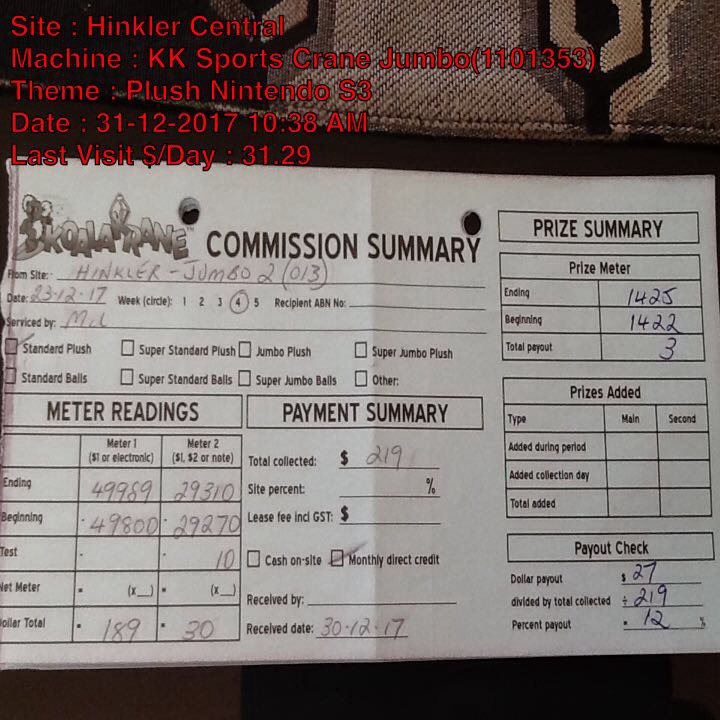 Site : Hinkler Central
Machine : KK Sports Crane Jumbo(1101353)
Theme : Plush Nintendo S3
Date : 31-12-2017 10:38 AM
Last Visit $/Day : 31.29
KOALA KRANE™
COMMISSION SUMMARY
From Site: HINKLER - JUMBO 2 (013)
Date: 23-12-17 Week (circle): 1 2 3 4 5 Recipient ABN No:
Serviced by:
Standard Plush Super Standard Plush Jumbo Plush Super Jumbo Plush
Standard Balls Super Standard Balls Super Jumbo Balls Other:
METER READINGS
Meter 1 Meter 2
($1 or electronic) ($1, $2 or note)
Ending 49989 29310
Beginning 49800 29270
Test 10
Net Meter = (x__) = (x__)
Dollar Total = 189 = 30
PAYMENT SUMMARY
Total collected: $ 219
Site percent: %
Lease fee incl GST: $
Cash on-site Monthly direct credit
Received by:
Received date: 30-12-17
PRIZE SUMMARY
Prize Meter
Ending 1425
Beginning 1422
Total payout 3
Prizes Added
Type Main Second
Added during period
Added collection day
Total added
Payout Check
Dollar payout $ 27
divided by total collected ÷ 219
Percent payout = 12 %